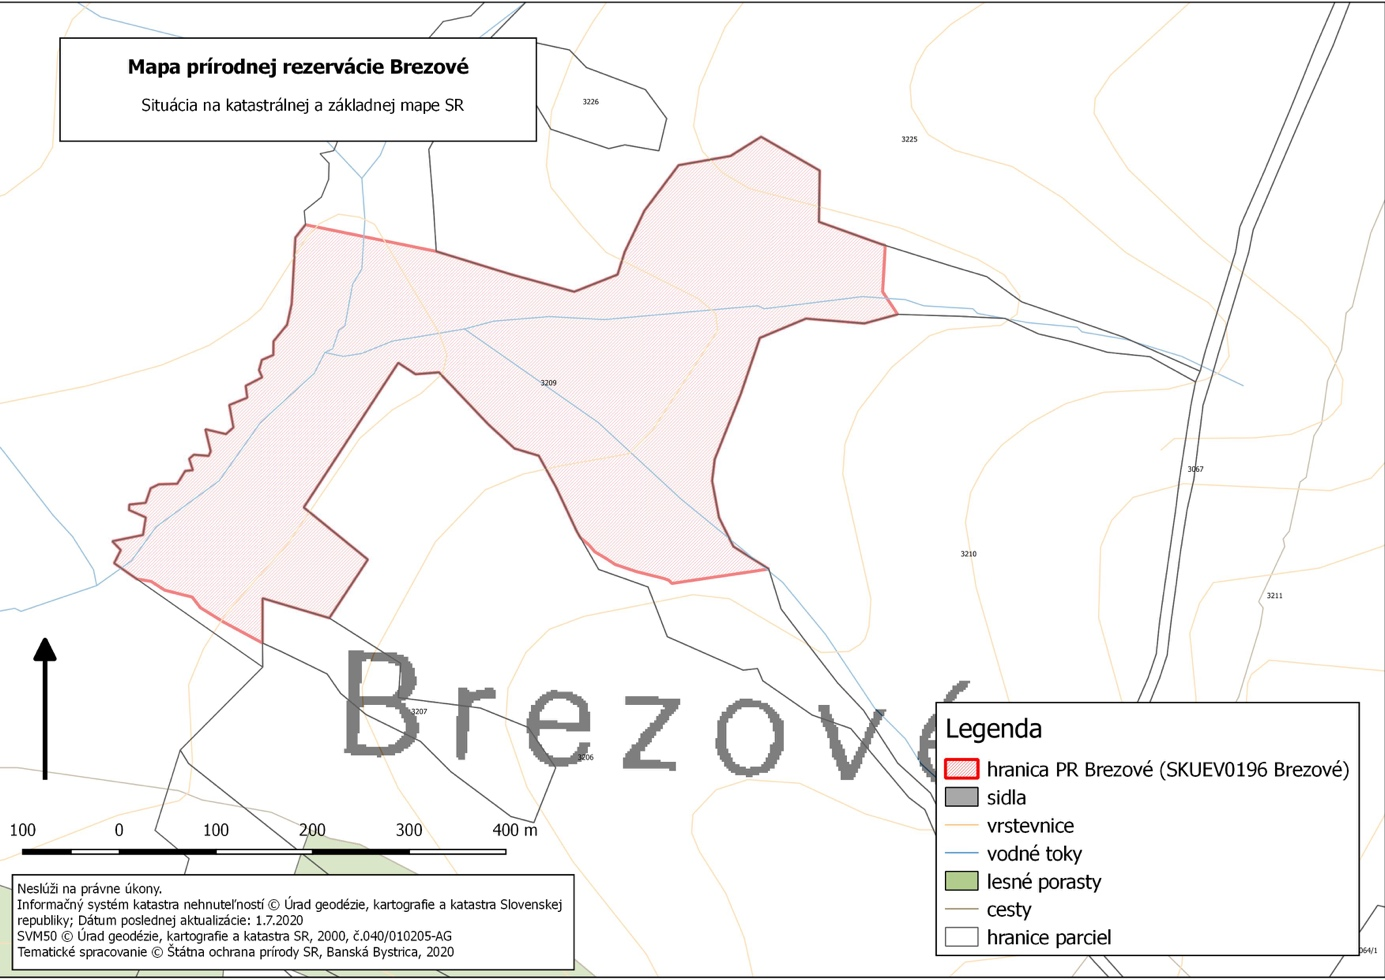 Mapa prírodnej rezervácie Brezové
Situácia na katastrálnej a základnej mape SR
3226
3225
3209
3067
3210
3211
Brezové
3207
3206
100 0 100 200 300 400 m
Legenda
hranica PR Brezové (SKUEV0196 Brezové)
sidla
vrstevnice
vodné toky
lesné porasty
cesty
hranice parciel
Neslúži na právne úkony.
Informačný systém katastra nehnuteľností © Úrad geodézie, kartografie a katastra Slovenskej
republiky; Dátum poslednej aktualizácie: 1.7.2020
SVM50 © Úrad geodézie, kartografie a katastra SR, 2000, č.040/010205-AG
Tematické spracovanie © Štátna ochrana prírody SR, Banská Bystrica, 2020